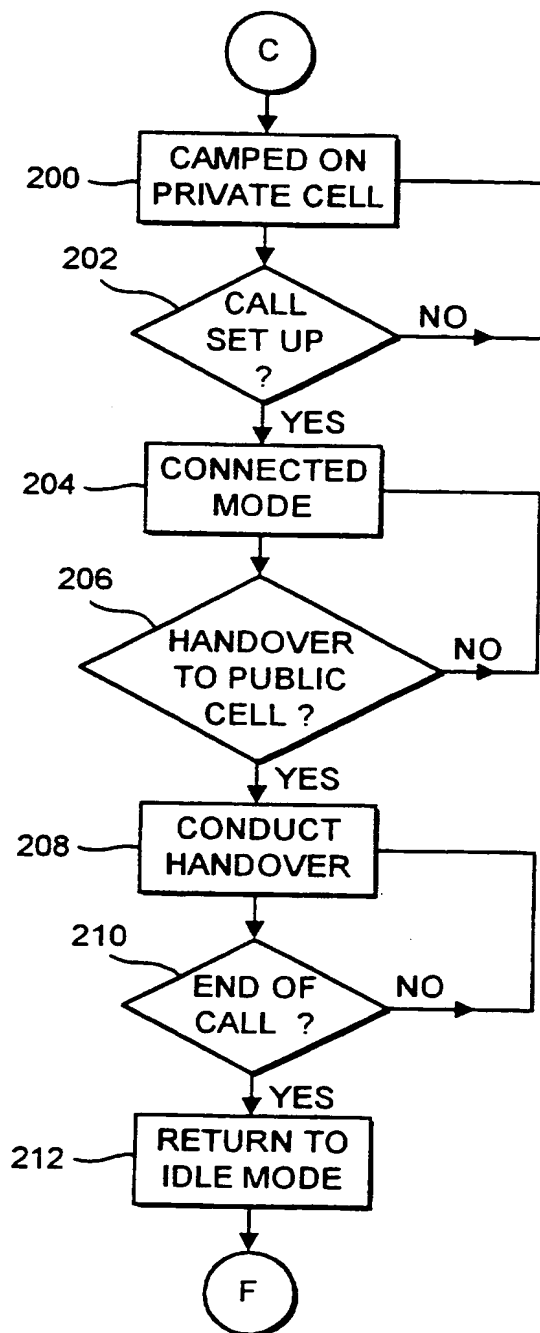 C
200
CAMPED ON
PRIVATE CELL
202
CALL
SET UP
?
NO
YES
204
CONNECTED
MODE
206
HANDOVER
TO PUBLIC
CELL ?
NO
YES
208
CONDUCT
HANDOVER
210
END OF
CALL ?
NO
YES
212
RETURN TO
IDLE MODE
F